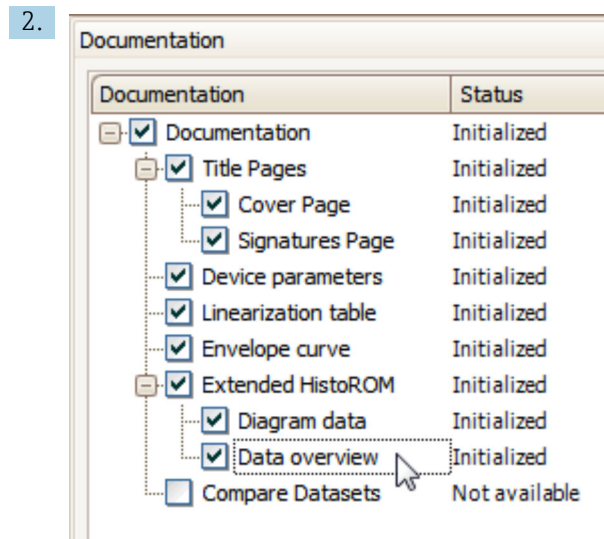 2.
Documentation
Documentation Status
Documentation Initialized
Title Pages Initialized
Cover Page Initialized
Signatures Page Initialized
Device parameters Initialized
Linearization table Initialized
Envelope curve Initialized
Extended HistoROM Initialized
Diagram data Initialized
Data overview Initialized
Compare Datasets Not available